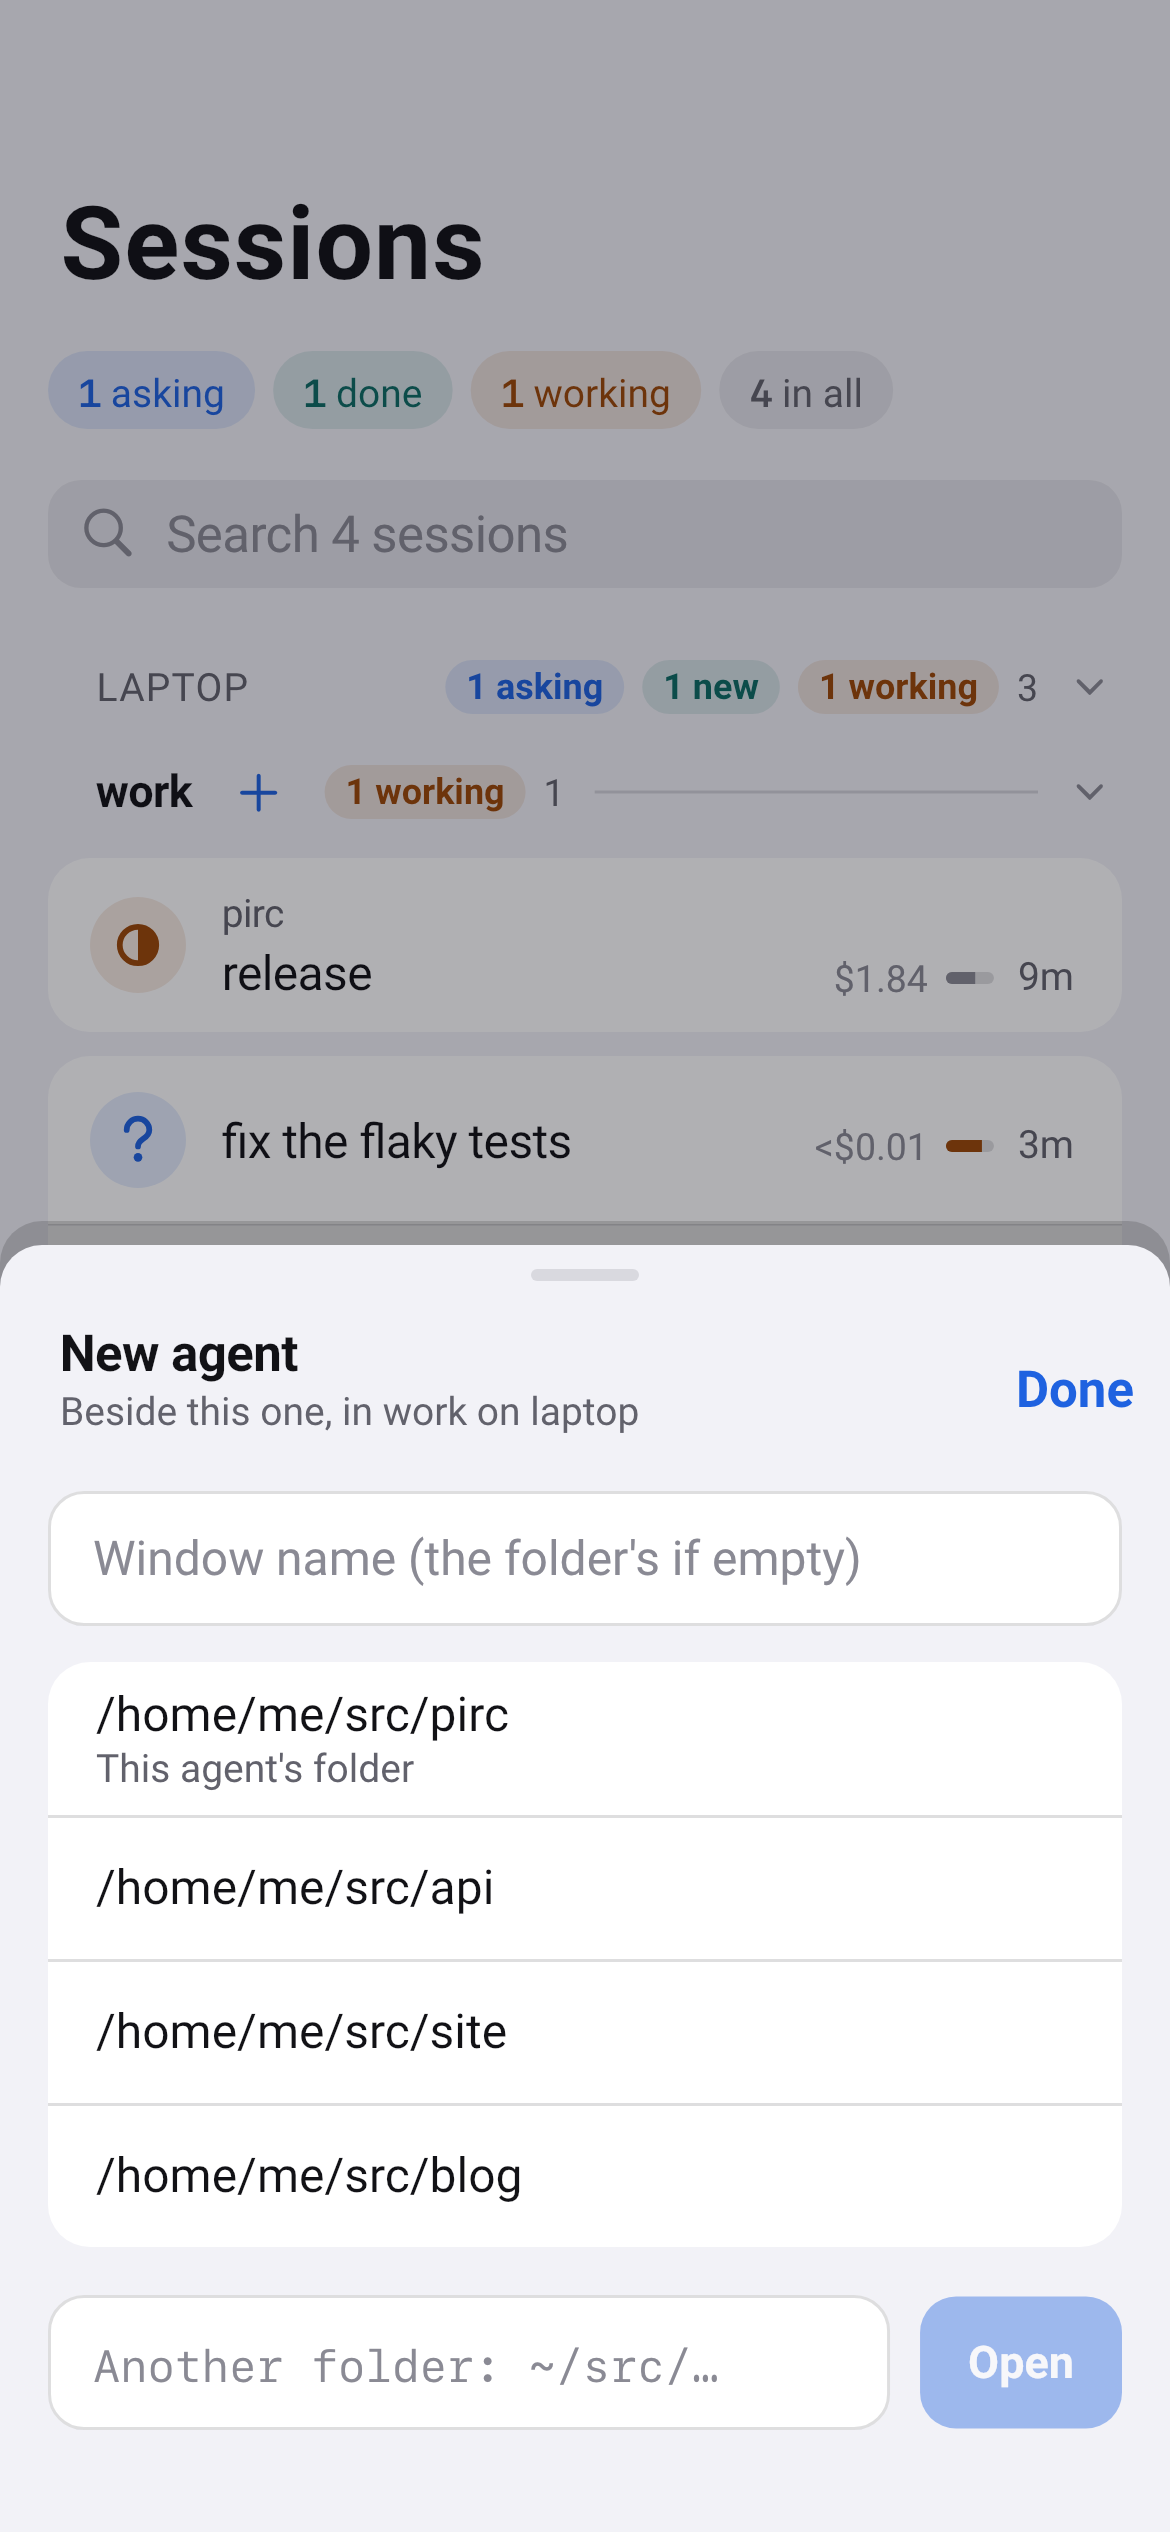 Sessions
1 asking 1 done 1 working 4 in all
Search 4 sessions
LAPTOP 1 asking 1 new 1 working 3
work + 1 working 1
pirc
release $1.84 9m
? fix the flaky tests <$0.01 3m
New agent
Done
Beside this one, in work on laptop
Window name (the folder's if empty)
/home/me/src/pirc
This agent's folder
/home/me/src/api
/home/me/src/site
/home/me/src/blog
Another folder: ~/src/… Open